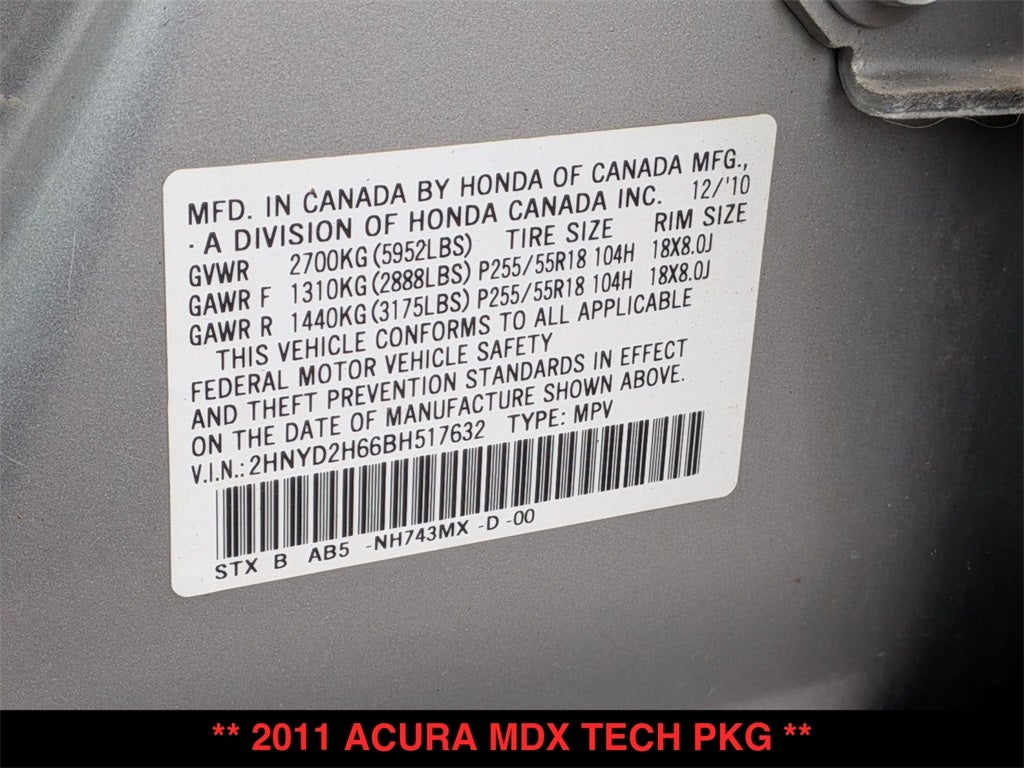 MFD. IN CANADA BY HONDA OF CANADA MFG.,
. A DIVISION OF HONDA CANADA INC. 12/'10
GVWR 2700KG(5952LBS) TIRE SIZE RIM SIZE
GAWR F 1310KG(2888LBS) P255/55R18 104H 18X8.0J
GAWR R 1440KG(3175LBS) P255/55R18 104H 18X8.0J
THIS VEHICLE CONFORMS TO ALL APPLICABLE
FEDERAL MOTOR VEHICLE SAFETY
AND THEFT PREVENTION STANDARDS IN EFFECT
ON THE DATE OF MANUFACTURE SHOWN ABOVE.
V.I.N.: 2HNYD2H66BH517632 TYPE: MPV
STX B AB5 -NH743MX -D -00
** 2011 ACURA MDX TECH PKG **